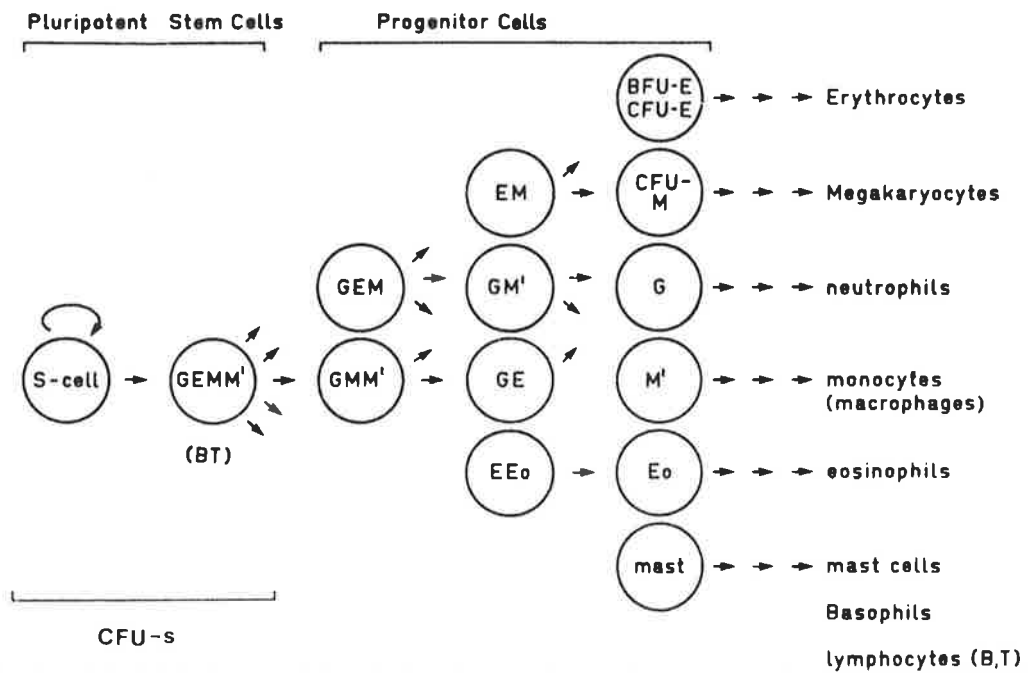 Pluripotent Stem Cells
Progenitor Cells
BFU-E
CFU-E
Erythrocytes
EM
CFU-
M
Megakaryocytes
GEM
GM'
G
neutrophils
S-cell
GEMM'
GMM'
GE
M'
monocytes
(macrophages)
(BT)
EEo
Eo
eosinophils
mast
mast cells
CFU-s
Basophils
lymphocytes (B,T)